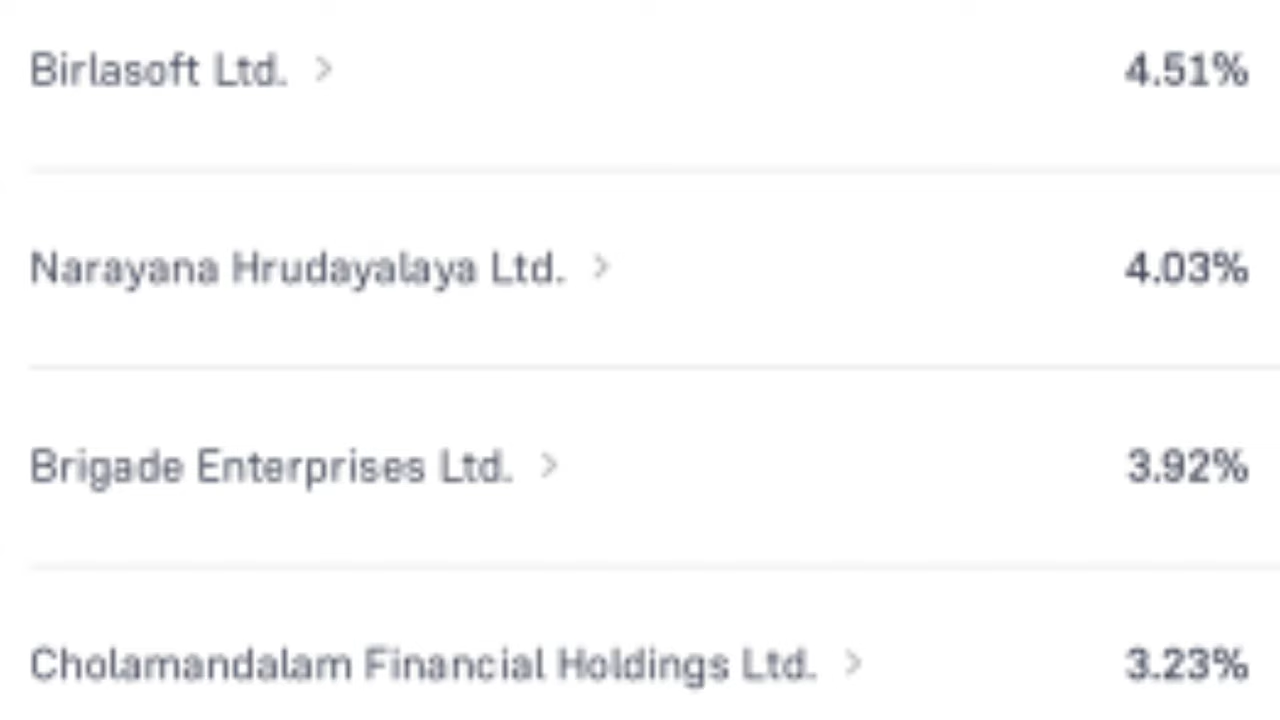 Birlasoft Ltd. > 4.51%
Narayana Hrudayalaya Ltd. > 4.03%
Brigade Enterprises Ltd. > 3.92%
Cholamandalam Financial Holdings Ltd. > 3.23%